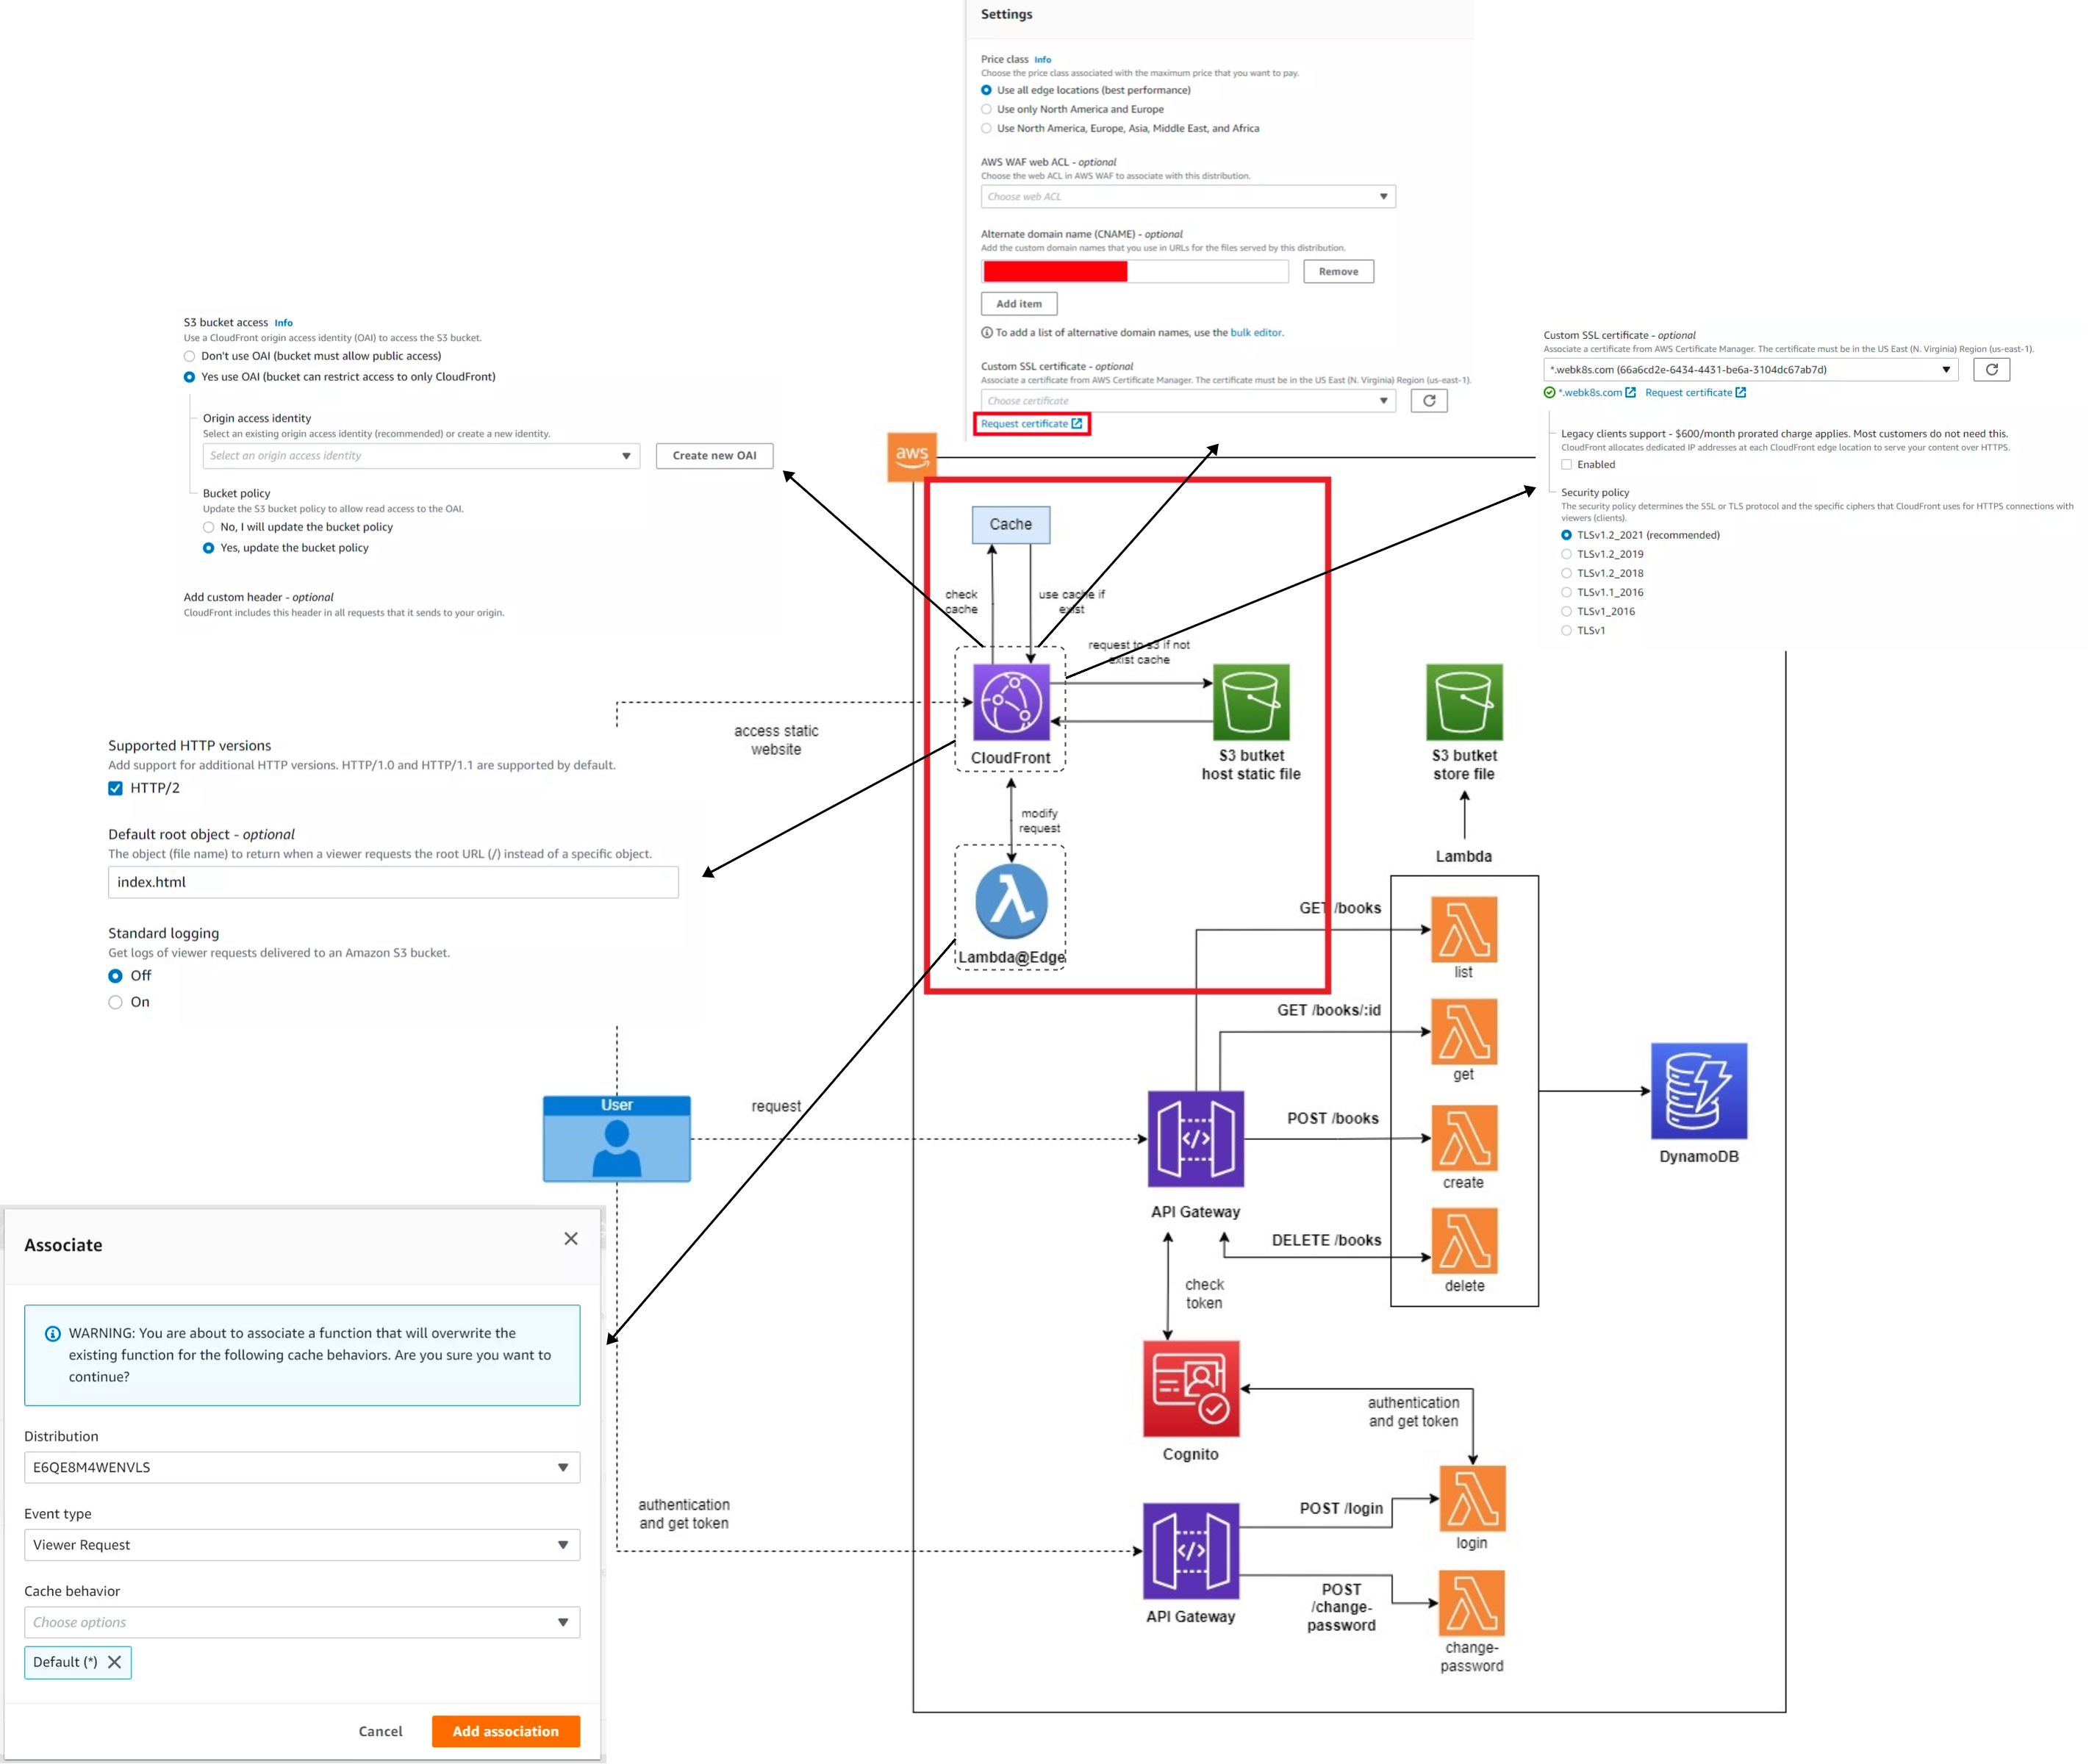 Settings
Price class Info
Choose the price class associated with the maximum price that you want to pay.
Use all edge locations (best performance)
Use only North America and Europe
Use North America, Europe, Asia, Middle East, and Africa
AWS WAF web ACL - optional
Choose the web ACL in AWS WAF to associate with this distribution.
Choose web ACL
Alternate domain name (CNAME) - optional
Add the custom domain names that you use in URLs for the files served by this distribution.
Remove
Add item
To add a list of alternative domain names, use the bulk editor.
Custom SSL certificate - optional
Associate a certificate from AWS Certificate Manager. The certificate must be in the US East (N. Virginia) Region (us-east-1).
Choose certificate
Request certificate
S3 bucket access Info
Use a CloudFront origin access identity (OAI) to access the S3 bucket.
Don't use OAI (bucket must allow public access)
Yes use OAI (bucket can restrict access to only CloudFront)
Origin access identity
Select an existing origin access identity (recommended) or create a new identity.
Select an origin access identity
Create new OAI
Bucket policy
Update the S3 bucket policy to allow read access to the OAI.
No, I will update the bucket policy
Yes, update the bucket policy
Add custom header - optional
CloudFront includes this header in all requests that it sends to your origin.
Custom SSL certificate - optional
Associate a certificate from AWS Certificate Manager. The certificate must be in the US East (N. Virginia) Region (us-east-1).
*.webk8s.com (66a6cd2e-6434-4431-be6a-3104dc67ab7d)
*.webk8s.com Request certificate
Legacy clients support - $600/month prorated charge applies. Most customers do not need this.
CloudFront allocates dedicated IP addresses at each CloudFront edge location to serve your content over HTTPS.
Enabled
Security policy
The security policy determines the SSL or TLS protocol and the specific ciphers that CloudFront uses for HTTPS connections with
viewers (clients).
TLSv1.2_2021 (recommended)
TLSv1.2_2019
TLSv1.2_2018
TLSv1.1_2016
TLSv1_2016
TLSv1
aws
Cache
check
cache
use cache if
exist
request to s3 if not
exist cache
access static
website
CloudFront
S3 butket
host static file
S3 butket
store file
modify
request
Lambda@Edge
Lambda
Supported HTTP versions
Add support for additional HTTP versions. HTTP/1.0 and HTTP/1.1 are supported by default.
HTTP/2
Default root object - optional
The object (file name) to return when a viewer requests the root URL (/) instead of a specific object.
index.html
Standard logging
Get logs of viewer requests delivered to an Amazon S3 bucket.
Off
On
GET /books
list
GET /books/:id
get
User
request
POST /books
create
API Gateway
DELETE /books
delete
DynamoDB
check
token
Cognito
authentication
and get token
authentication
and get token
POST /login
login
API Gateway
POST
/change-
password
change-
password
Associate
WARNING: You are about to associate a function that will overwrite the
existing function for the following cache behaviors. Are you sure you want to
continue?
Distribution
E6QE8M4WENVLS
Event type
Viewer Request
Cache behavior
Choose options
Default (*)
Cancel
Add association